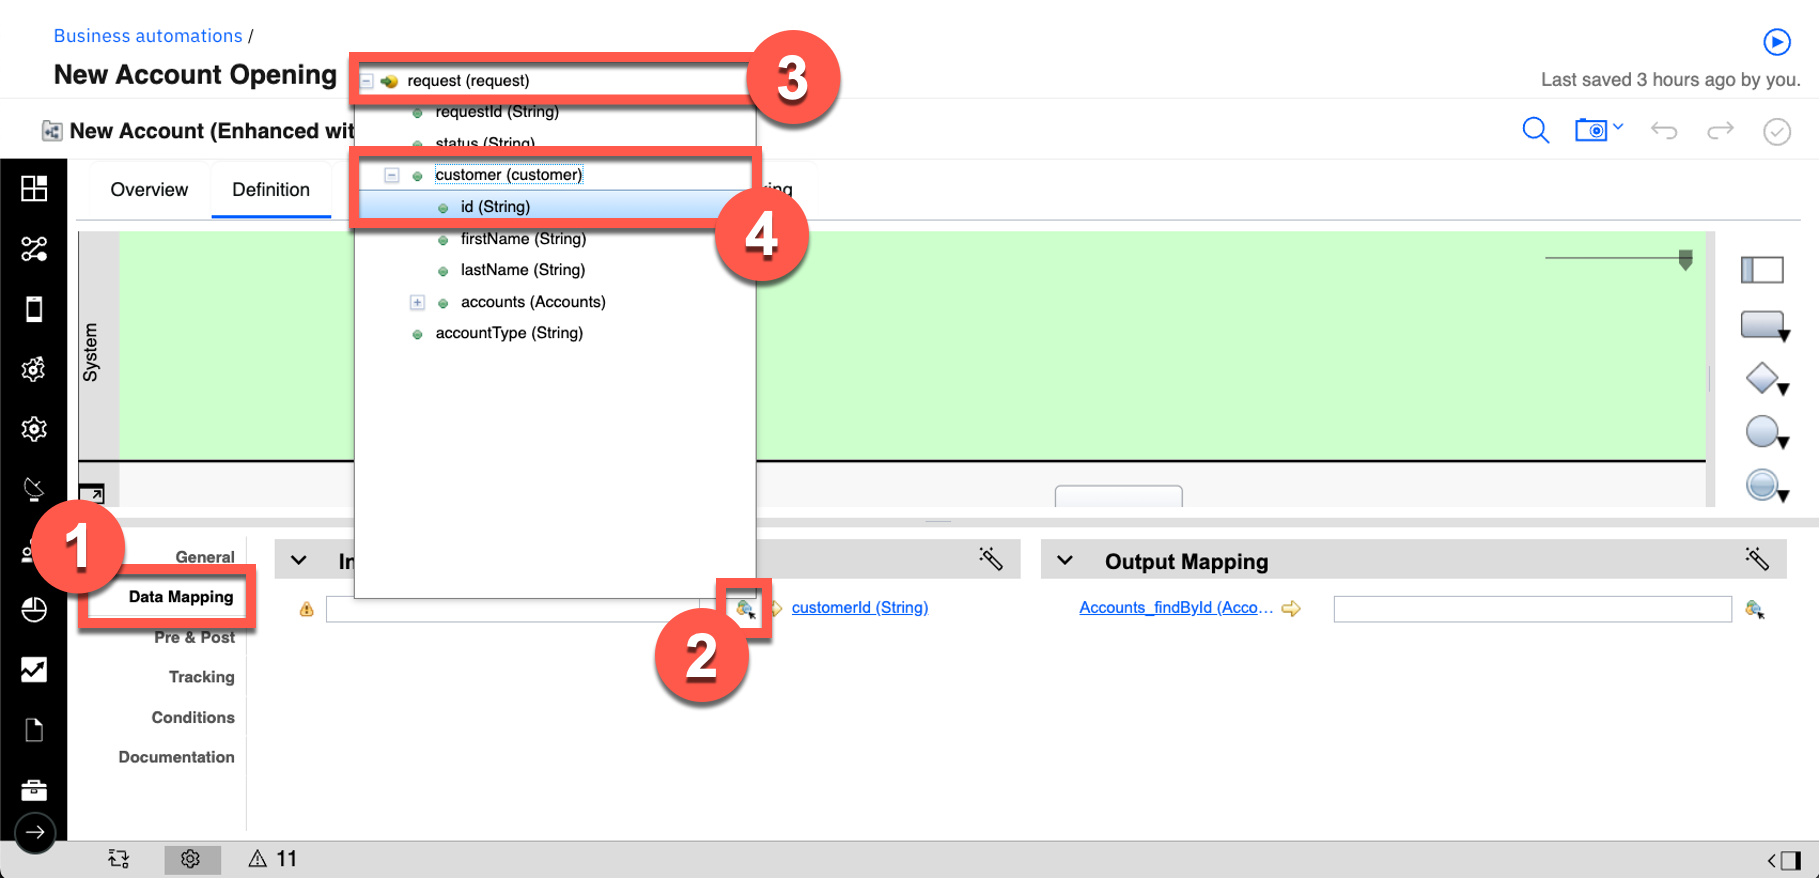 Business automations /
New Account Opening
Last saved 3 hours ago by you.
New Account (Enhanced wit
Overview
Definition
ring
request (request)
requestId (String)
status (String)
customer (customer)
id (String)
firstName (String)
lastName (String)
accounts (Accounts)
accountType (String)
3
4
System
1
2
General
Data Mapping
Pre & Post
Tracking
Conditions
Documentation
In
customerId (String)
Output Mapping
Accounts_findById (Acco...
11